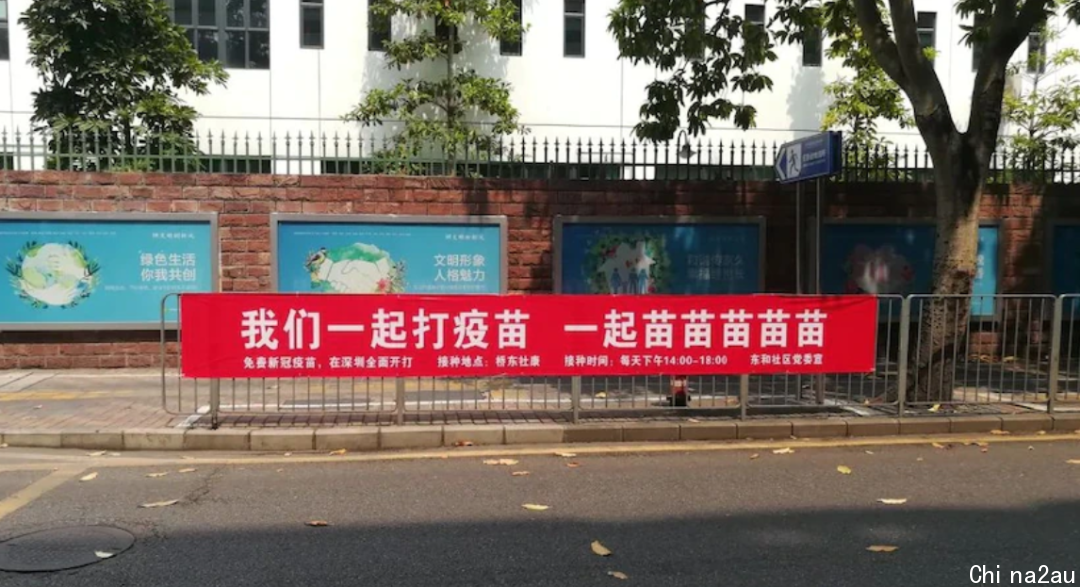 绿色生活
你我共创
文明形象
人格魅力
我们一起打疫苗 一起苗苗苗苗苗
免费新冠疫苗,在深圳全面开打 接种地点:桥东社康 接种时间:每天下午14:00-18:00 东和社区党委宣
Chi na2au